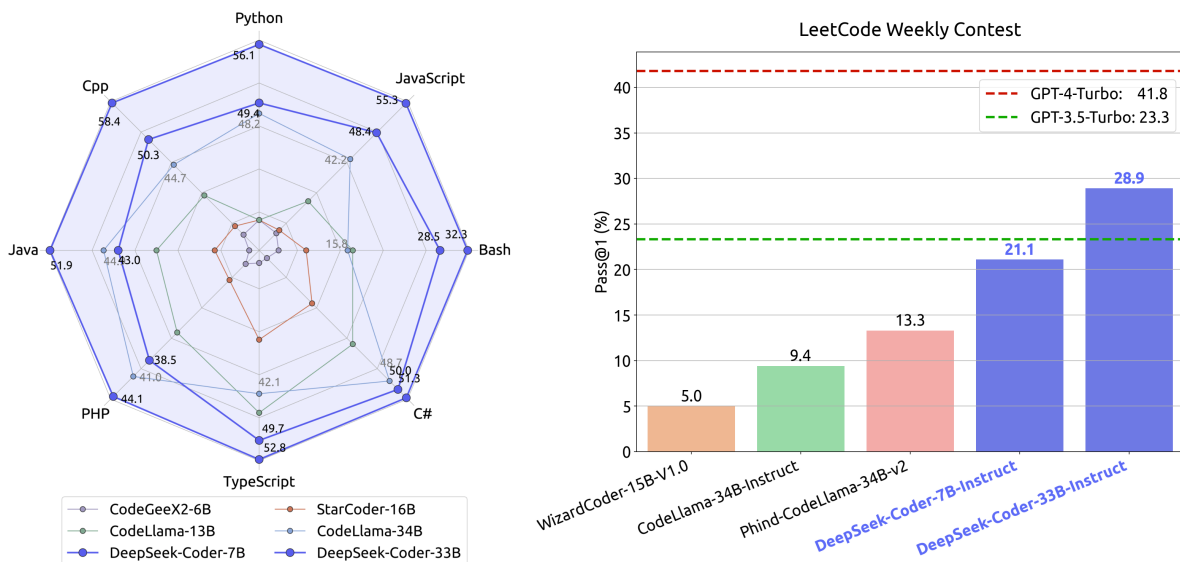 Python
56.1
Cpp
JavaScript
58.4
55.3
49.4
48.2
48.4
50.3
42.2
44.7
Java
51.9
43.0
15.8
28.5
32.3
Bash
38.5
41.0
48.7
50.0
51.3
42.1
PHP
44.1
49.7
52.8
C#
TypeScript
CodeGeeX2-6B
StarCoder-16B
CodeLlama-13B
CodeLlama-34B
DeepSeek-Coder-7B
DeepSeek-Coder-33B
LeetCode Weekly Contest
GPT-4-Turbo: 41.8
GPT-3.5-Turbo: 23.3
Pass@1 (%)
40
35
30
25
20
15
10
5
0
5.0
9.4
13.3
21.1
28.9
WizardCoder-15B-V1.0
CodeLlama-34B-Instruct
Phind-CodeLlama-34B-v2
DeepSeek-Coder-7B-Instruct
DeepSeek-Coder-33B-Instruct